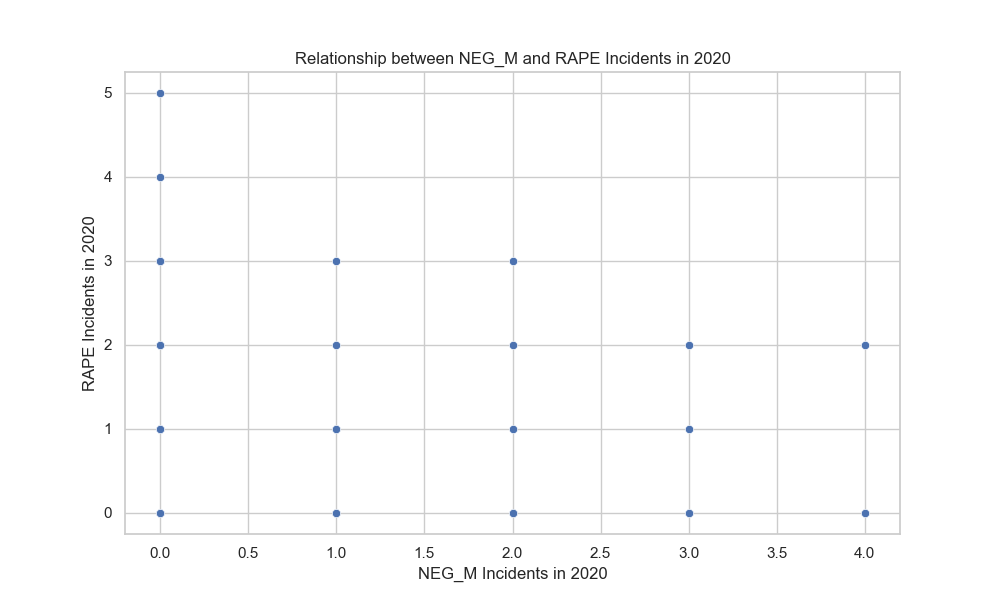 Relationship between NEG_M and RAPE Incidents in 2020
5
4
3
2
1
0
RAPE Incidents in 2020
0.0 0.5 1.0 1.5 2.0 2.5 3.0 3.5 4.0
NEG_M Incidents in 2020